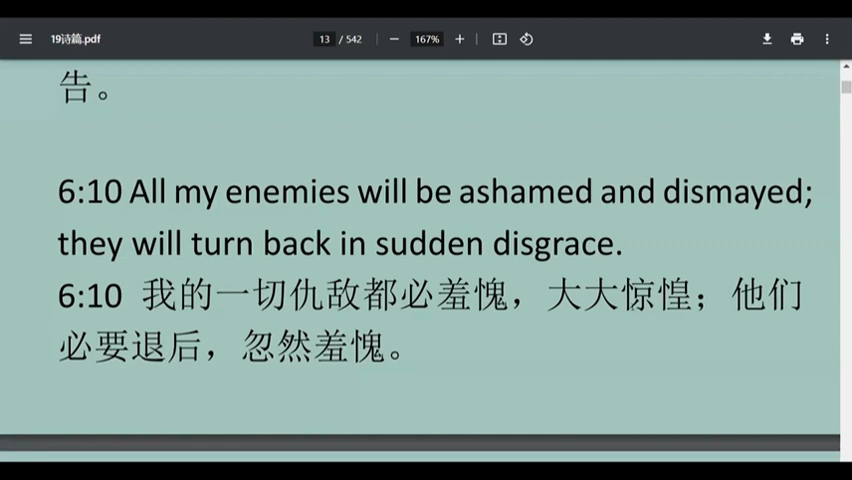 19诗篇.pdf
13 / 542
167%
告。
6:10 All my enemies will be ashamed and dismayed;
they will turn back in sudden disgrace.
6:10 我的一切仇敌都必羞愧，大大惊惶；他们
必要退后，忽然羞愧。